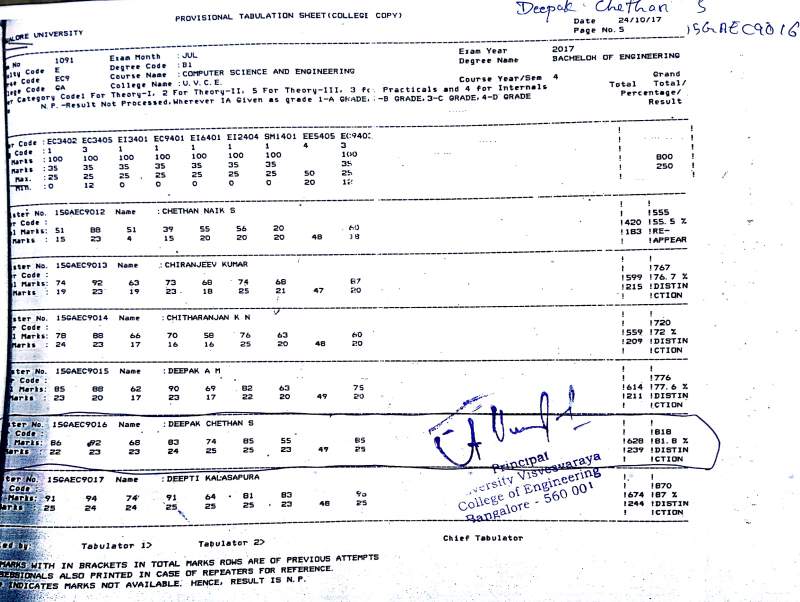 Deepak Chethan S
15GAEC9016
PROVISIONAL TABULATION SHEET(COLLEGE COPY)
Date 24/10/17
Page No. 5
ALORE UNIVERSITY
No 1091 Exam Month : JUL Exam Year 2017
lty Code E Degree Code : B1 Degree Name BACHELOR OF ENGINEERING
se Code EC9 Course Name : COMPUTER SCIENCE AND ENGINEERING
ege Code GA College Name : U. V. C. E. Course Year/Sem 4
r Category Code1 For Theory-I, 2 For Theory-II, 5 For Theory-III, 3 for Practicals and 4 for Internals
N.P.-Result Not Processed.Wherever IA Given as grade 1-A GRADE, -B GRADE,3-C GRADE,4-D GRADE
Grand
Total Total/
Percentage/
Result
r Code :EC3402 EC3405 EI3401 EC9401 EI6401 EI2404 SM1401 EE5405 EC9402
Code :1 3 1 1 1 1 1 4 3
Marks :100 100 100 100 100 100 100 100 800
Marks :35 35 35 35 35 35 35 35 250
Max. :25 25 25 25 25 25 25 50 25
Min. :0 12 0 0 0 0 0 20 12
ster No. 15GAEC9012 Name : CHETHAN NAIK S !555
r Code : !420 !55.5 %
l Marks: 51 88 51 39 55 56 20 60 !183 !RE-
Marks : 15 23 4 15 20 20 20 48 18 !APPEAR
ster No. 15GAEC9013 Name : CHIRANJEEV KUMAR !767
r Code : !599 !76.7 %
l Marks: 74 92 63 73 68 74 68 87 !215 !DISTIN
Marks : 19 23 19 23 18 25 21 47 20 !CTION
ster No. 15GAEC9014 Name : CHITHARANJAN K N !720
r Code : !559 !72 %
l Marks: 78 88 66 70 58 76 63 60 !209 !DISTIN
Marks : 24 23 17 16 16 25 20 48 20 !CTION
ster No. 15GAEC9015 Name : DEEPAK A M !776
r Code : !614 !77.6 %
l Marks: 85 88 62 90 69 82 63 75 !211 !DISTIN
Marks : 23 20 17 23 17 22 20 49 20 !CTION
ster No. 15GAEC9016 Name : DEEPAK CHETHAN S !818
Code : !628 !81.8 %
Marks: 86 92 68 83 74 85 55 85 !239 !DISTIN
Marks : 22 23 23 24 25 25 23 49 25 !CTION
Principal
University Visveswaraya
College of Engineering
Bangalore - 560 001
ster No. 15GAEC9017 Name : DEEPTI KALASAPURA !870
Code : !674 !87 %
Marks: 91 94 74 91 64 81 83 !244 !DISTIN
Marks : 25 24 24 25 25 25 23 48 25 !CTION
ed by: Tabulator 1> Tabulator 2> Chief Tabulator
MARKS WITH IN BRACKETS IN TOTAL MARKS ROWS ARE OF PREVIOUS ATTEMPTS
SESSIONALS ALSO PRINTED IN CASE OF REPEATERS FOR REFERENCE.
INDICATES MARKS NOT AVAILABLE. HENCE, RESULT IS N.P.